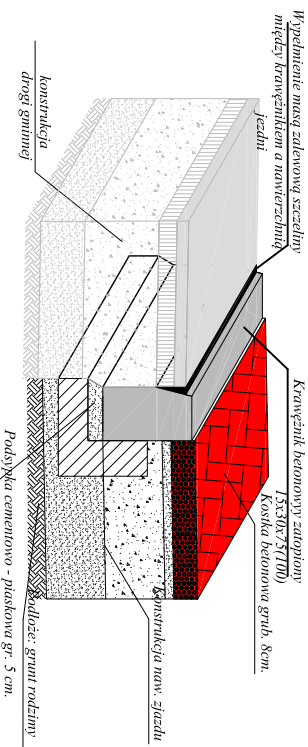 Wypełnienie masą zalewową szczeliny
między krawężnikiem a nawierzchnią
jezdni
konstrukcja
drogi gminnej
Krawężnik betonowy zatopiony
15x30x75(100)
Kostka betonowa grub. 8cm.
Konstrukcja naw. zjazdu
Podłoże: grunt rodzimy
Podsypka cementowo - piaskowa gr. 5 cm.